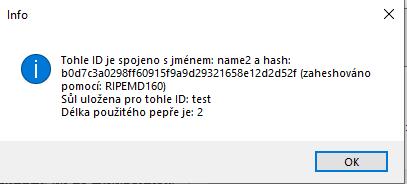 Info
Tohle ID je spojeno s jménem: name2 a hash:
b0d7c3a0298ff60915f9a9d29321658e12d2d52f (zaheshováno
pomocí: RIPEMD160)
Sůl uložena pro tohle ID: test
Délka použitého pepře je: 2
OK